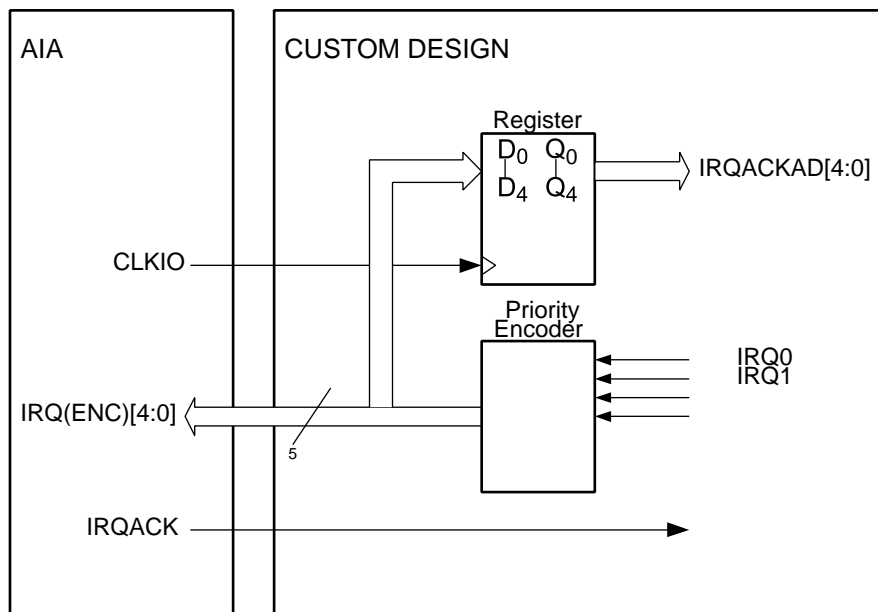 AIA
CUSTOM DESIGN
Register
D0 Q0
D4 Q4
IRQACKAD[4:0]
CLKIO
Priority
Encoder
IRQ0
IRQ1
IRQ(ENC)[4:0]
5
IRQACK